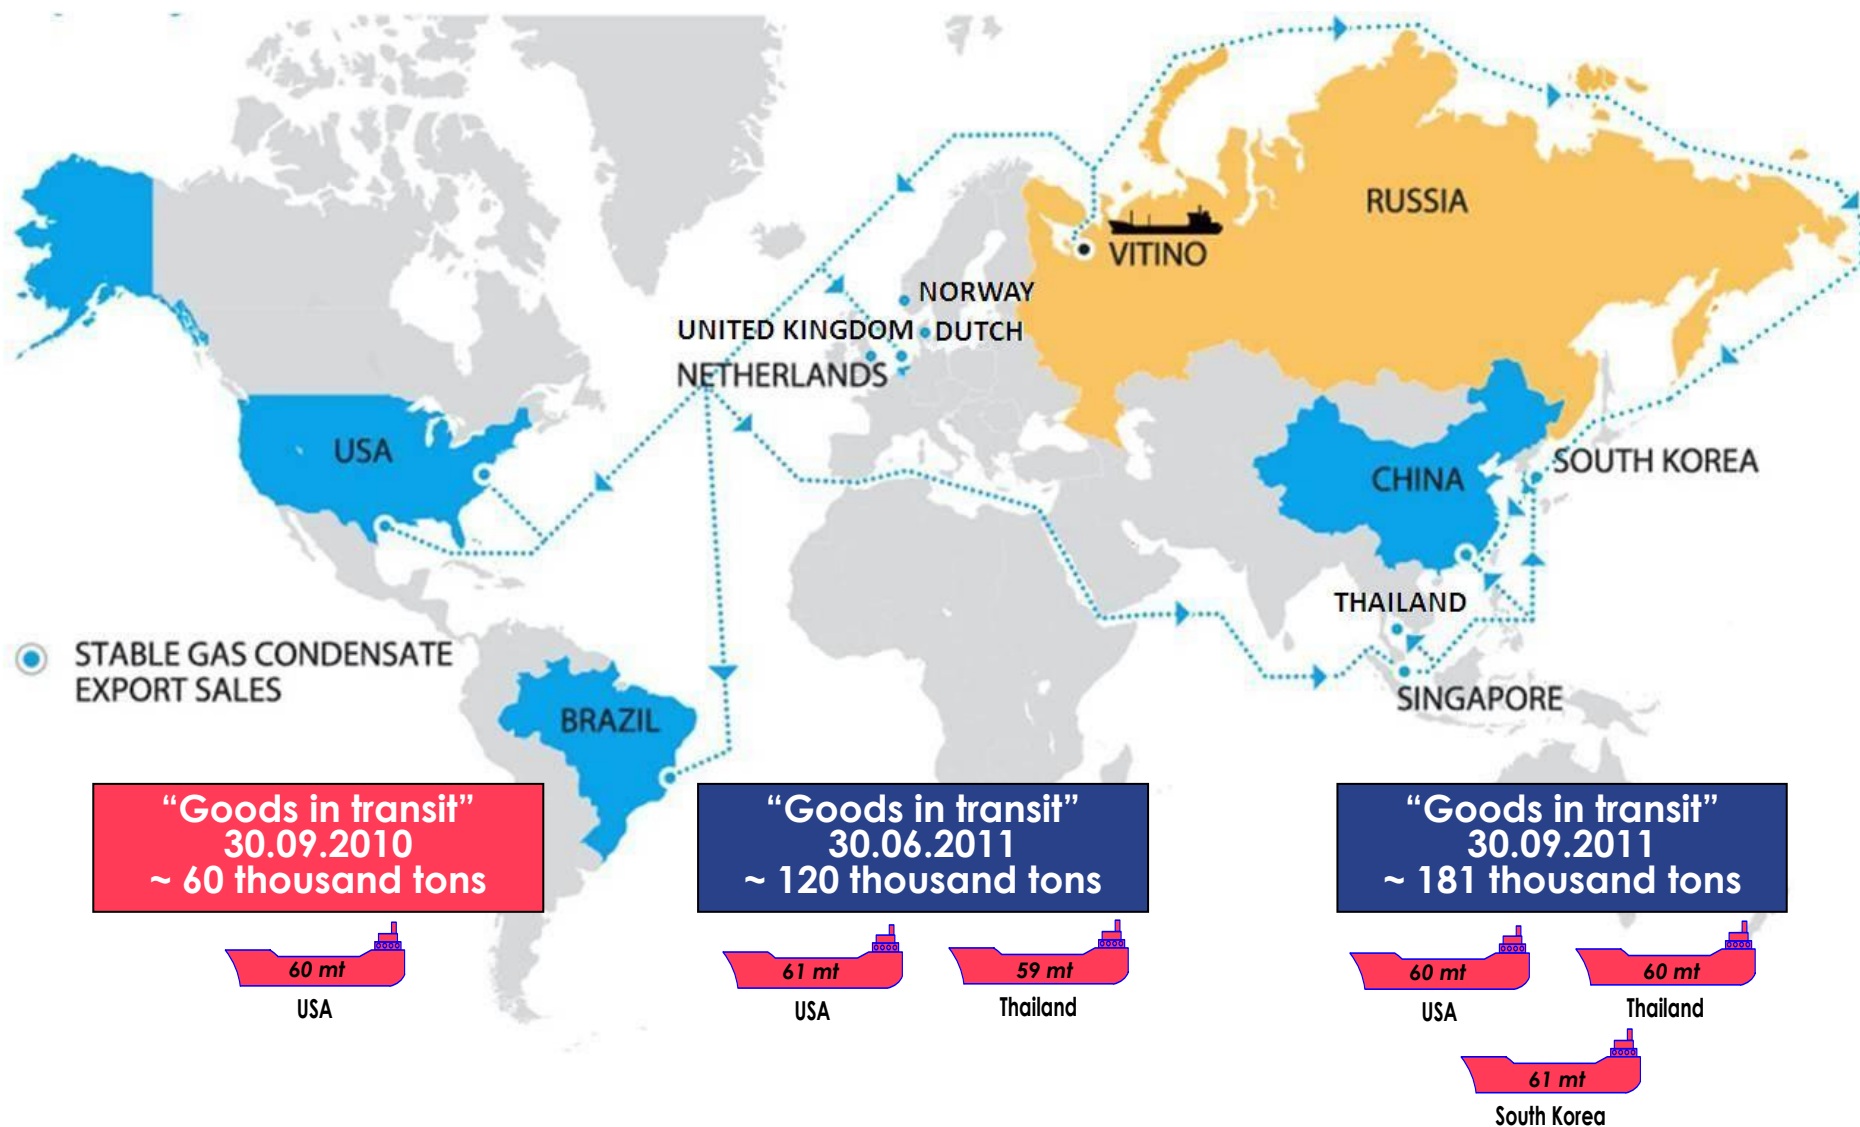 RUSSIA
VITINO
NORWAY
UNITED KINGDOM
DUTCH
NETHERLANDS
USA
CHINA
SOUTH KOREA
THAILAND
SINGAPORE
STABLE GAS CONDENSATE
EXPORT SALES
BRAZIL
“Goods in transit”
30.09.2010
~ 60 thousand tons
60 mt
USA
“Goods in transit”
30.06.2011
~ 120 thousand tons
61 mt
USA
59 mt
Thailand
“Goods in transit”
30.09.2011
~ 181 thousand tons
60 mt
USA
60 mt
Thailand
61 mt
South Korea